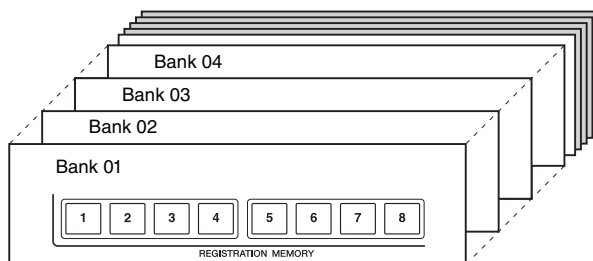 Bank 04
Bank 03
Bank 02
Bank 01
1 2 3 4 5 6 7 8
REGISTRATION MEMORY